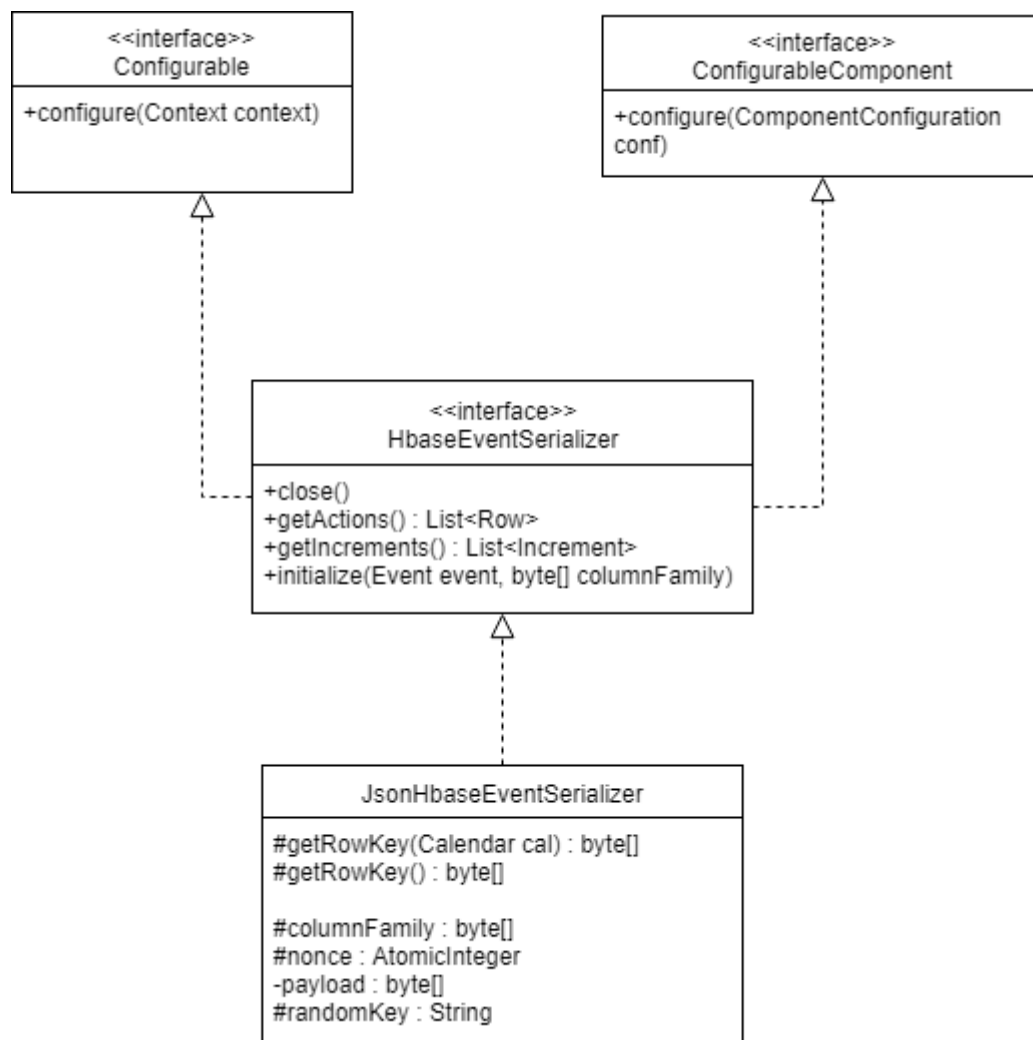 <<interface>>
Configurable
+configure(Context context)
<<interface>>
ConfigurableComponent
+configure(ComponentConfiguration
conf)
<<interface>>
HbaseEventSerializer
+close()
+getActions() : List<Row>
+getIncrements() : List<Increment>
+initialize(Event event, byte[] columnFamily)
JsonHbaseEventSerializer
#getRowKey(Calendar cal) : byte[]
#getRowKey() : byte[]
#columnFamily : byte[]
#nonce : AtomicInteger
-payload : byte[]
#randomKey : String